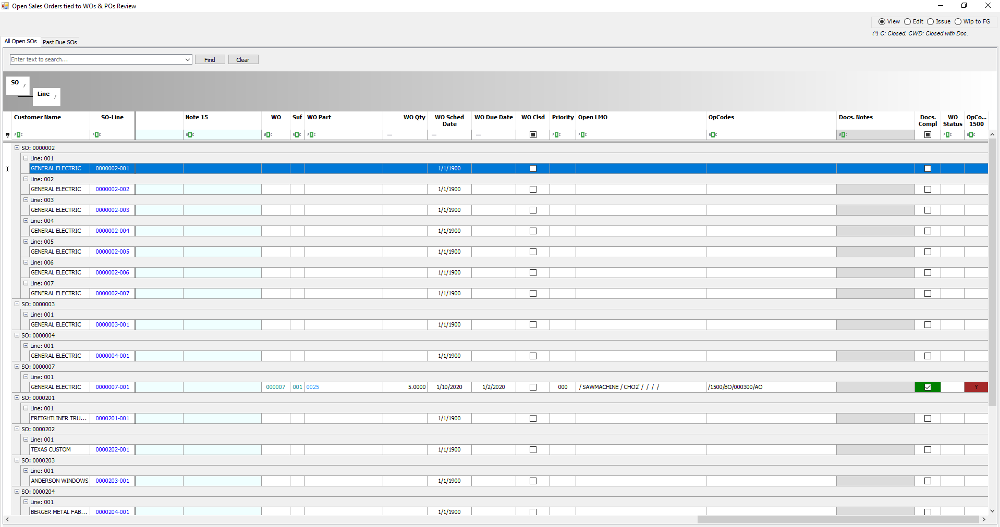 Open Sales Orders tied to WOs & POs Review
View Edit Issue Wip to FG
(*) C: Closed, CWD: Closed with Doc.
All Open SOs Past Due SOs
Enter text to search... Find Clear
SO /
Line /
Customer Name SO-Line Note 15 WO Suf WO Part WO Qty WO Sched Date WO Due Date WO Clsd Priority Open LMO OpCodes Docs. Notes Docs. Compl WO Status OpCo... 1500
SO: 0000002
Line: 001
GENERAL ELECTRIC 0000002-001 1/1/1900
Line: 002
GENERAL ELECTRIC 0000002-002 1/1/1900
Line: 003
GENERAL ELECTRIC 0000002-003 1/1/1900
Line: 004
GENERAL ELECTRIC 0000002-004 1/1/1900
Line: 005
GENERAL ELECTRIC 0000002-005 1/1/1900
Line: 006
GENERAL ELECTRIC 0000002-006 1/1/1900
Line: 007
GENERAL ELECTRIC 0000002-007 1/1/1900
SO: 0000003
Line: 001
GENERAL ELECTRIC 0000003-001 1/1/1900
SO: 0000004
Line: 001
GENERAL ELECTRIC 0000004-001 1/1/1900
SO: 0000007
Line: 001
GENERAL ELECTRIC 0000007-001 000007 001 0025 5.0000 1/10/2020 1/2/2020 000 / SAWMACHINE / CHO2' / / / / /1500/BO/000300/AO Y
SO: 0000201
Line: 001
FREIGHTLINER TRU... 0000201-001 1/1/1900
SO: 0000202
Line: 001
TEXAS CUSTOM 0000202-001 1/1/1900
SO: 0000203
Line: 001
ANDERSON WINDOWS 0000203-001 1/1/1900
SO: 0000204
Line: 001
BERGER METAL FAB... 0000204-001 1/1/1900